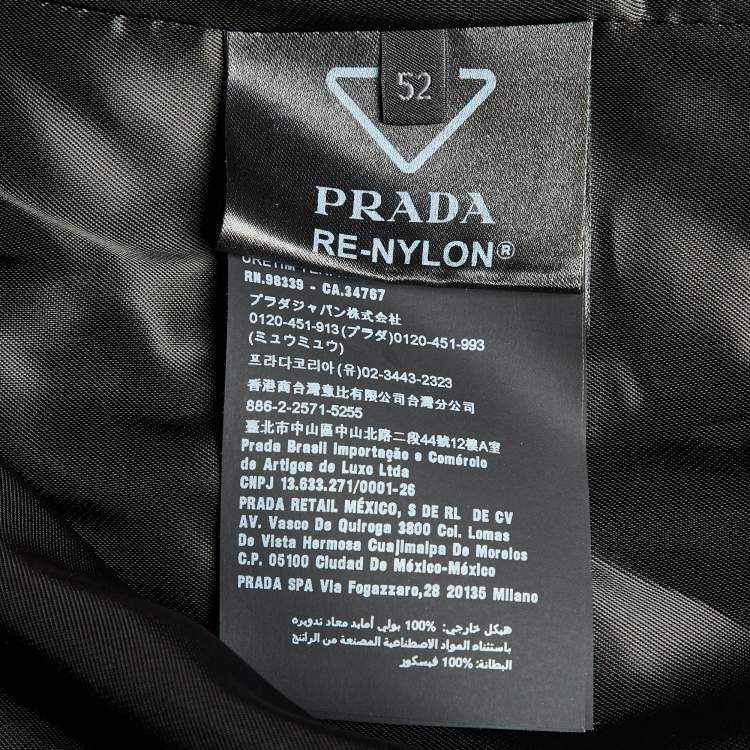 52
PRADA
RE-NYLON®
RN.98339 - CA.34767
プラダジャパン株式会社
0120-451-913(プラダ)0120-451-993
(ミュウミュウ)
프라다코리아(유)02-3443-2323
香港商台灣意比有限公司台灣分公司
886-2-2571-5255
臺北市中山區中山北路二段44號12樓A室
Prada Brasil Importação e Comércio
de Artigos de Luxo Ltda
CNPJ 13.633.271/0001-26
PRADA RETAIL MÉXICO, S DE RL DE CV
AV. Vasco De Quiroga 3800 Col. Lomas
De Vista Hermosa Cuajimalpa De Morelos
C.P. 05100 Ciudad De México-México
PRADA SPA Via Fogazzaro,28 20135 Milano
هيكل خارجي: 100% بولي أمايد معاد تدويره
باستثناء المواد الاصطناعية المصنعة من الراتنج
البطانة: 100% فيسكوز